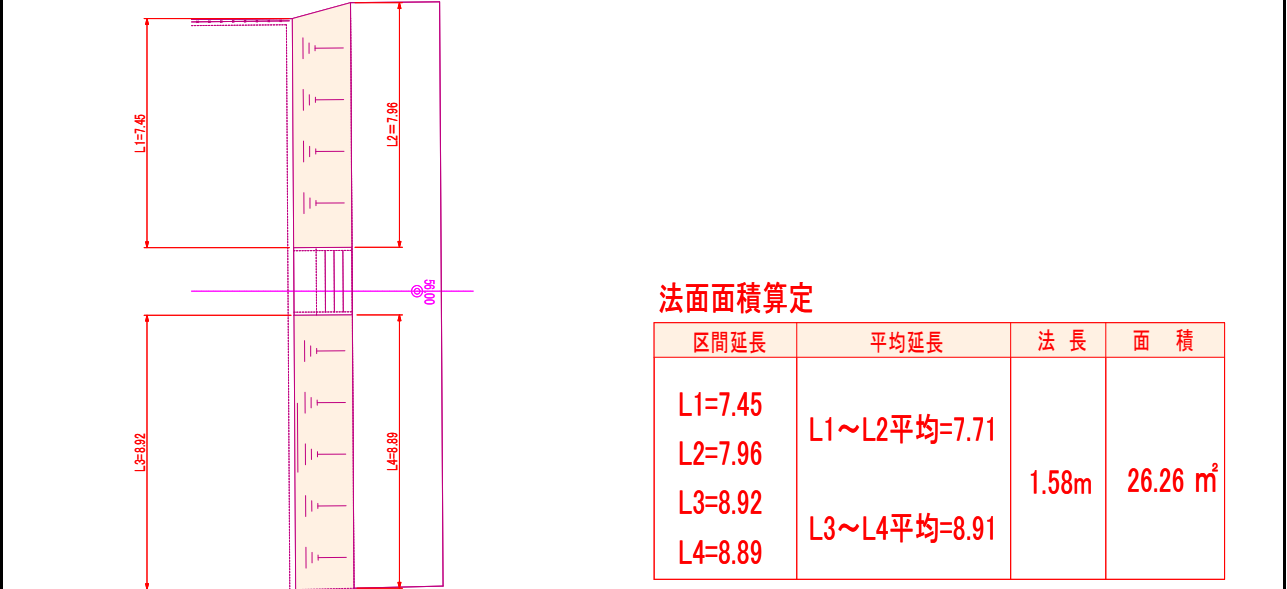 L1=7.45
L2=7.96
56.00
L3=8.92
L4=8.89
法面面積算定
区間延長 平均延長 法 長 面 積
L1=7.45
L2=7.96
L3=8.92
L4=8.89
L1～L2平均=7.71
L3～L4平均=8.91
1.58m
26.26 ㎡